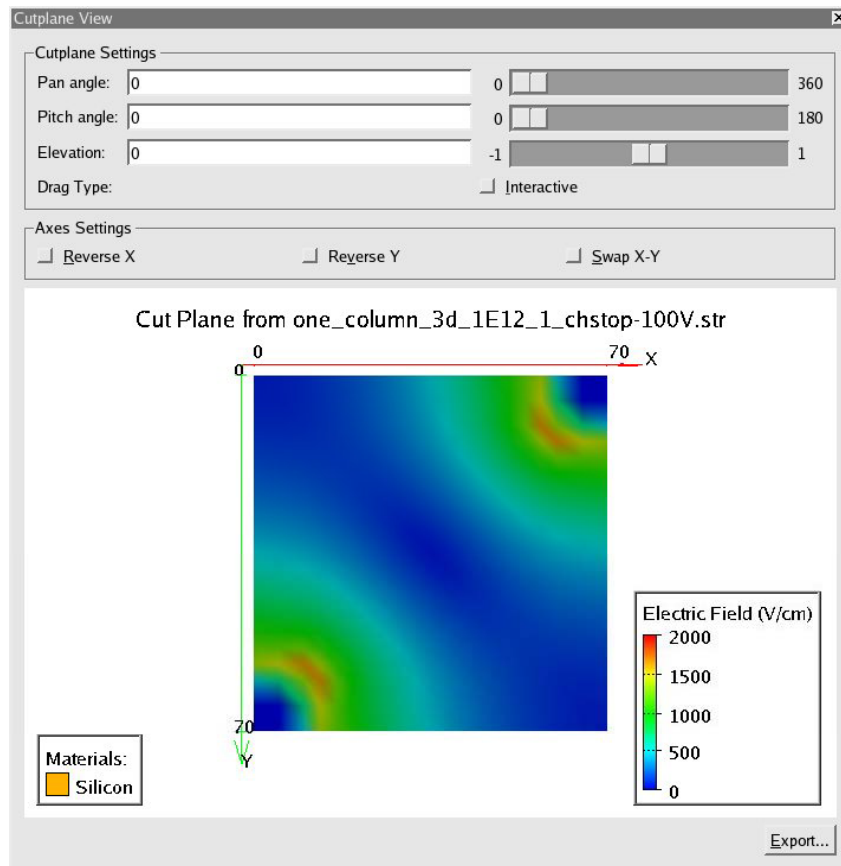 Cutplane View
Cutplane Settings
Pan angle: 0 0 360
Pitch angle: 0 0 180
Elevation: 0 -1 1
Drag Type: Interactive
Axes Settings
Reverse X Reverse Y Swap X-Y
Cut Plane from one_column_3d_1E12_1_chstop-100V.str
0 70 X
0
70
Y
Electric Field (V/cm)
2000
1500
1000
500
0
Materials:
Silicon
Export...